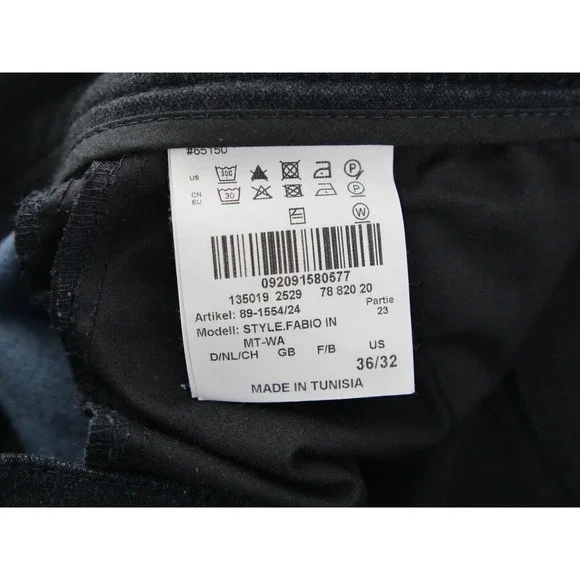 #65150
US 30C P
CN
EU 30 P
W
092091580577
135019 2529 78 820 20
Artikel: 89-1554/24 Partie
Modell: STYLE.FABIO IN 23
MT-WA
D/NL/CH GB F/B US
36/32
MADE IN TUNISIA